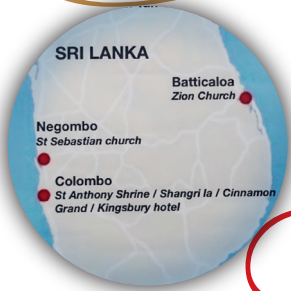 SRI LANKA
Batticaloa
Zion Church
Negombo
St Sebastian church
Colombo
St Anthony Shrine / Shangri la / Cinnamon
Grand / Kingsbury hotel